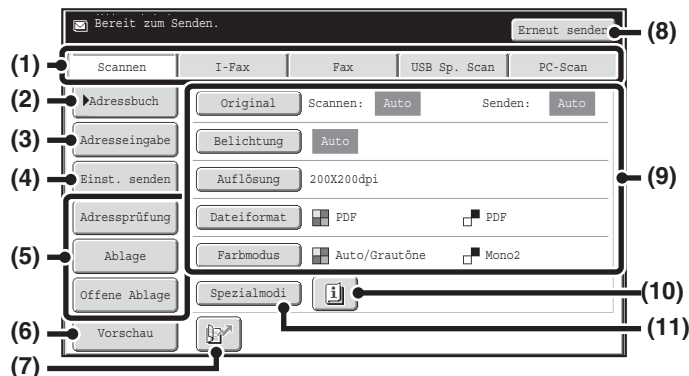 Bereit zum Senden.
Erneut senden (8)
(1) Scannen I-Fax Fax USB Sp. Scan PC-Scan
(2) Adressbuch Original Scannen: Auto Senden: Auto
(3) Adresseingabe Belichtung Auto
(4) Einst. senden Auflösung 200X200dpi (9)
Adressprüfung Dateiformat PDF PDF
(5) Ablage Farbmodus Auto/Grautöne Mono2
Offene Ablage Spezialmodi (10)
(6) Vorschau (11)
(7)